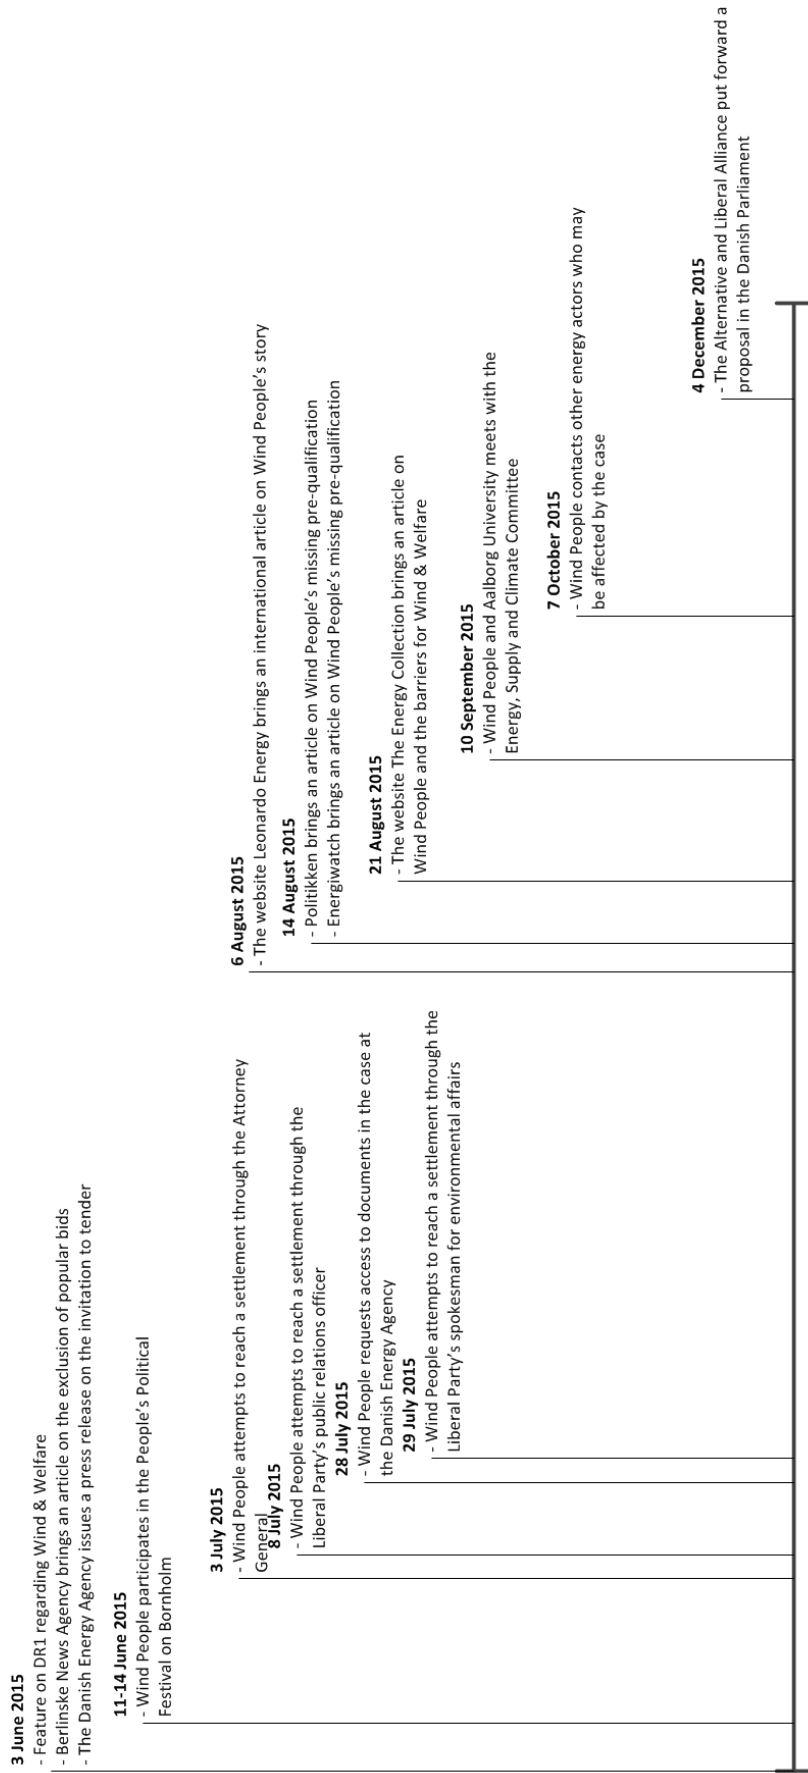 3 June 2015
- Feature on DR1 regarding Wind & Welfare
- Berlinske News Agency brings an article on the exclusion of popular bids
- The Danish Energy Agency issues a press release on the invitation to tender
11-14 June 2015
- Wind People participates in the People's Political
Festival on Bornholm
3 July 2015
- Wind People attempts to reach a settlement through the Attorney
General
8 July 2015
- Wind People attempts to reach a settlement through the
Liberal Party's public relations officer
28 July 2015
- Wind People requests access to documents in the case at
the Danish Energy Agency
29 July 2015
- Wind People attempts to reach a settlement through the
Liberal Party's spokesman for environmental affairs
6 August 2015
- The website Leonardo Energy brings an international article on Wind People's story
14 August 2015
- Politikken brings an article on Wind People's missing pre-qualification
- Energiwatch brings an article on Wind People's missing pre-qualification
21 August 2015
- The website The Energy Collection brings an article on
Wind People and the barriers for Wind & Welfare
10 September 2015
- Wind People and Aalborg University meets with the
Energy, Supply and Climate Committee
7 October 2015
- Wind People contacts other energy actors who may
be affected by the case
4 December 2015
- The Alternative and Liberal Alliance put forward a
proposal in the Danish Parliament